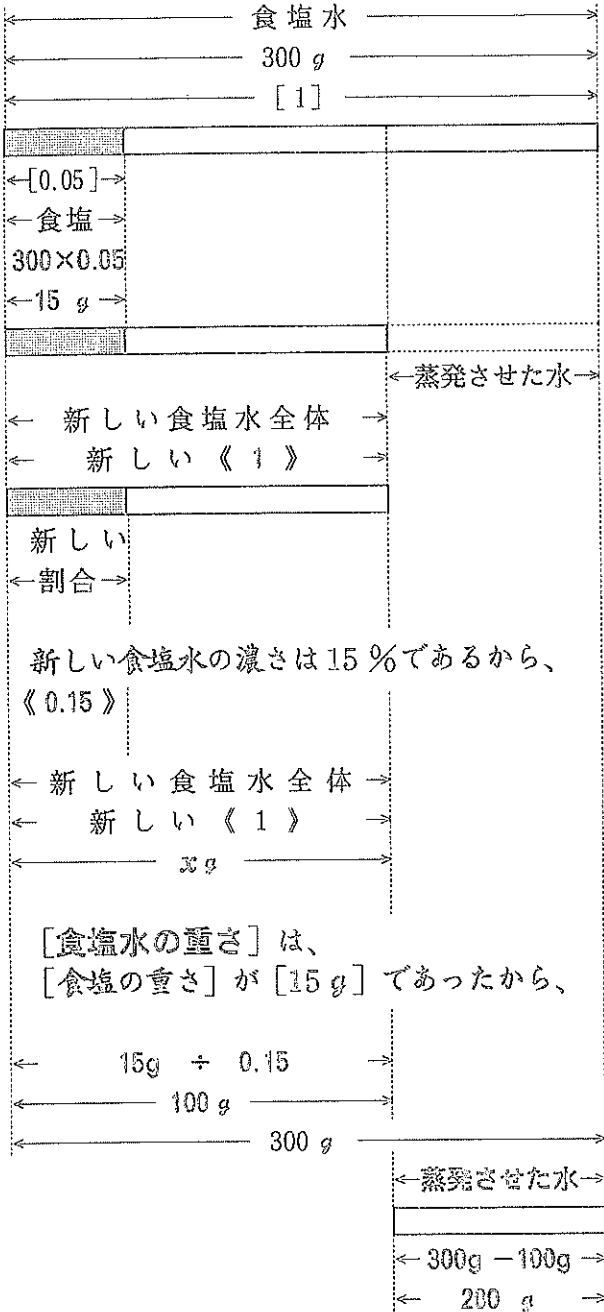 食塩水
300 g
[1]
[0.05]
食塩
300×0.05
15 g
蒸発させた水
新しい食塩水全体
新しい《1》
新しい
割合
新しい食塩水の濃さは15%であるから、
《0.15》
新しい食塩水全体
新しい《1》
x g
[食塩水の重さ]は、
[食塩の重さ]が[15g]であったから、
15g ÷ 0.15
100 g
300 g
蒸発させた水
300g －100g
200 g